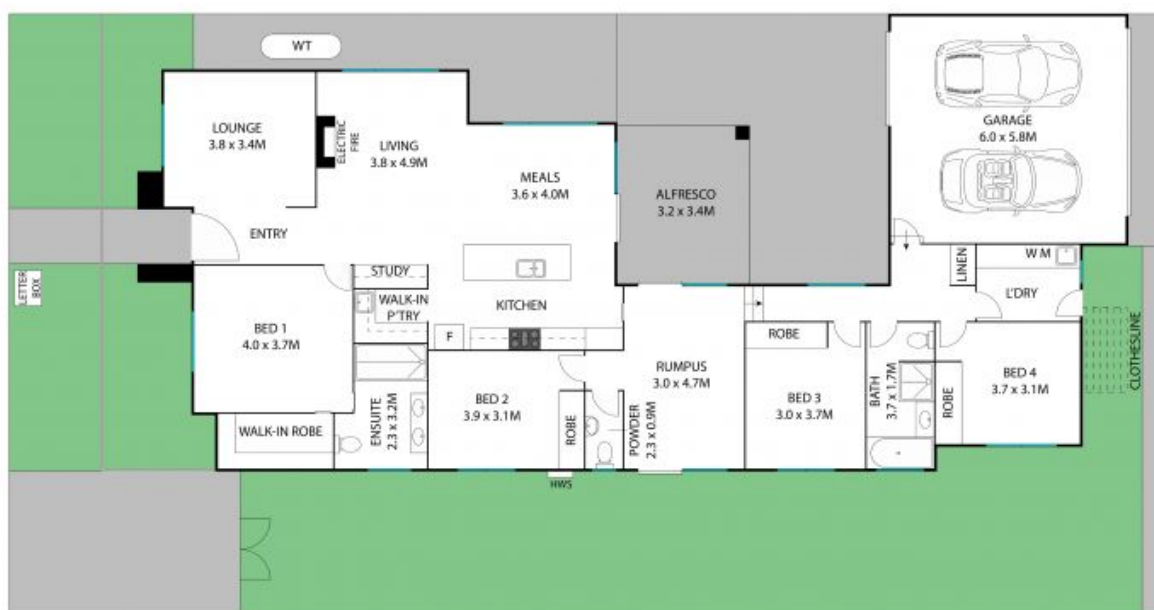 WT
LOUNGE
3.8 x 3.4M
ELECTRIC
FIRE
LIVING
3.8 x 4.9M
MEALS
3.6 x 4.0M
ALFRESCO
3.2 x 3.4M
GARAGE
6.0 x 5.8M
ENTRY
LETTER
BOX
STUDY
WALK-IN
P'TRY
KITCHEN
F
BED 1
4.0 x 3.7M
WALK-IN ROBE
ENSUITE
2.3 x 3.2M
BED 2
3.9 x 3.1M
ROBE
POWDER
2.3 x 0.9M
HWS
RUMPUS
3.0 x 4.7M
ROBE
BED 3
3.0 x 3.7M
BATH
3.7 x 1.7M
ROBE
BED 4
3.7 x 3.1M
LINEN
W M
L'DRY
CLOTHESLINE